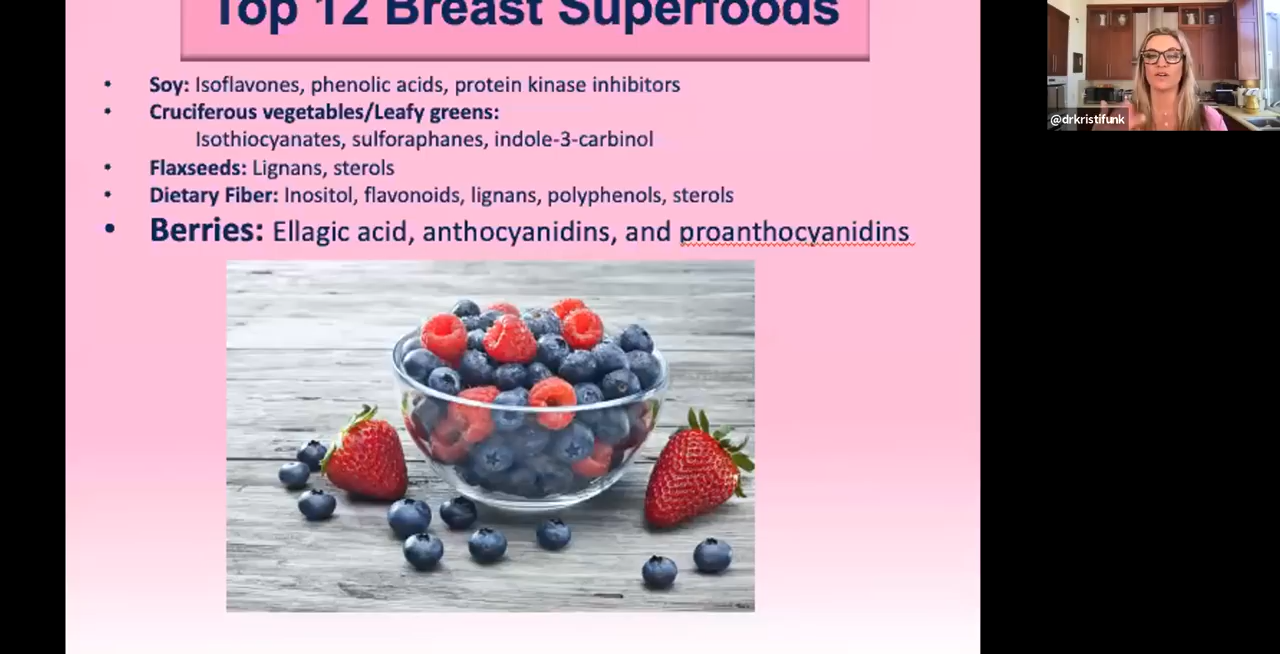 Top 12 Breast Superfoods
• Soy: Isoflavones, phenolic acids, protein kinase inhibitors
• Cruciferous vegetables/Leafy greens:
Isothiocyanates, sulforaphanes, indole-3-carbinol
• Flaxseeds: Lignans, sterols
• Dietary Fiber: Inositol, flavonoids, lignans, polyphenols, sterols
• Berries: Ellagic acid, anthocyanidins, and proanthocyanidins
@drkristifunk